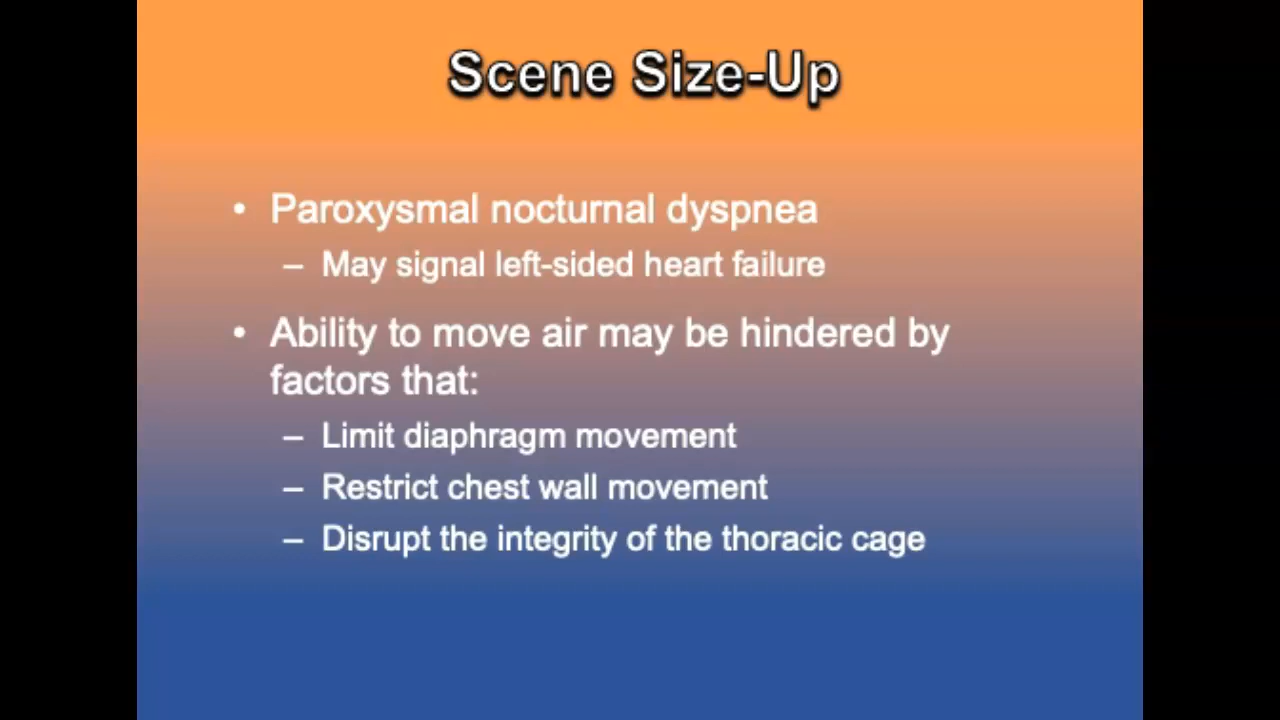 Scene Size-Up
• Paroxysmal nocturnal dyspnea
– May signal left-sided heart failure
• Ability to move air may be hindered by
factors that:
– Limit diaphragm movement
– Restrict chest wall movement
– Disrupt the integrity of the thoracic cage